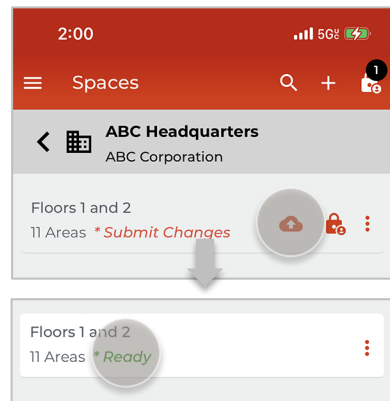 2:00
5G
Spaces
1
ABC Headquarters
ABC Corporation
Floors 1 and 2
11 Areas * Submit Changes
Floors 1 and 2
11 Areas * Ready